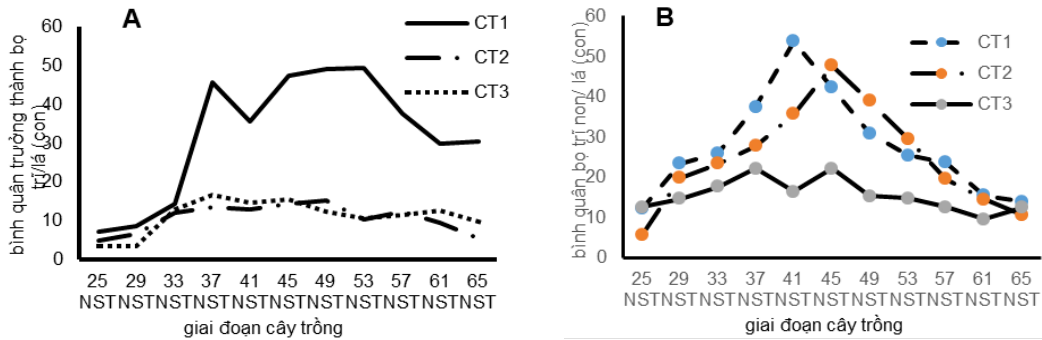 A
bình quân trưởng thành bọ
trĩ/lá (con)
60
50
40
30
20
10
0
CT1
CT2
CT3
25 29 33 37 41 45 49 53 57 61 65
NST NST NST NST NST NST NST NST NST NST NST
giai đoạn cây trồng
B
bình quân bọ trĩ non/ lá (con)
60
50
40
30
20
10
0
CT1
CT2
CT3
25 29 33 37 41 45 49 53 57 61 65
NST NST NST NST NST NST NST NST NST NST NST
giai đoạn cây trồng